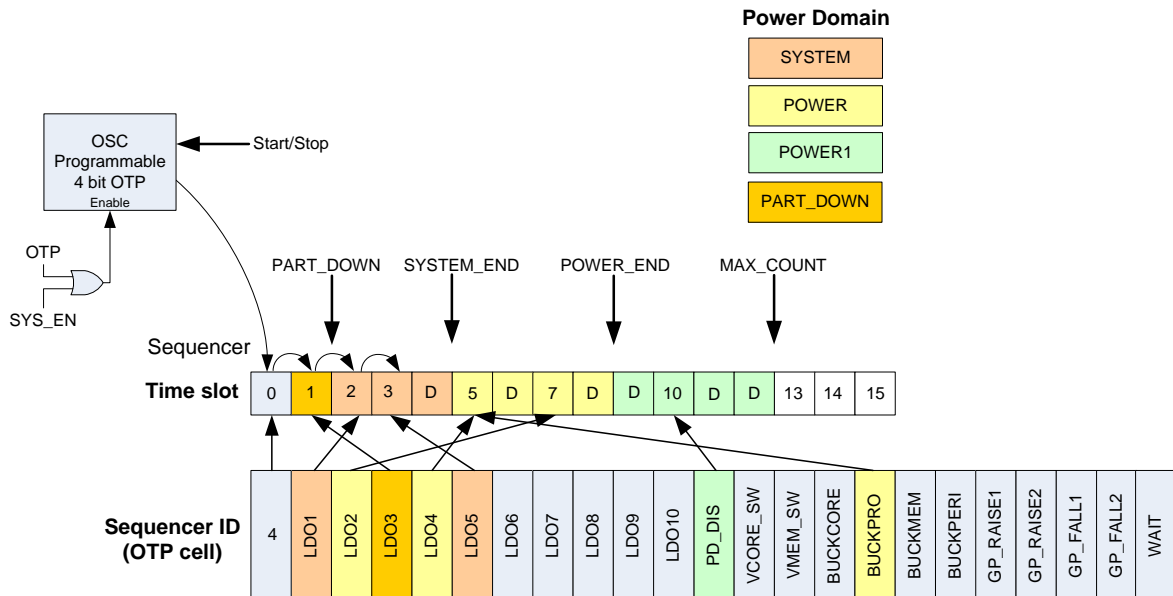 Power Domain
SYSTEM
POWER
POWER1
PART_DOWN
OSC
Programmable
4 bit OTP
Enable
Start/Stop
OTP
SYS_EN
PART_DOWN
SYSTEM_END
POWER_END
MAX_COUNT
Sequencer
Time slot
0 1 2 3 D 5 D 7 D D 10 D D 13 14 15
Sequencer ID
(OTP cell)
4
LDO1
LDO2
LDO3
LDO4
LDO5
LDO6
LDO7
LDO8
LDO9
LDO10
PD_DIS
VCORE_SW
VMEM_SW
BUCKCORE
BUCKPRO
BUCKMEM
BUCKPERI
GP_RAISE1
GP_RAISE2
GP_FALL1
GP_FALL2
WAIT